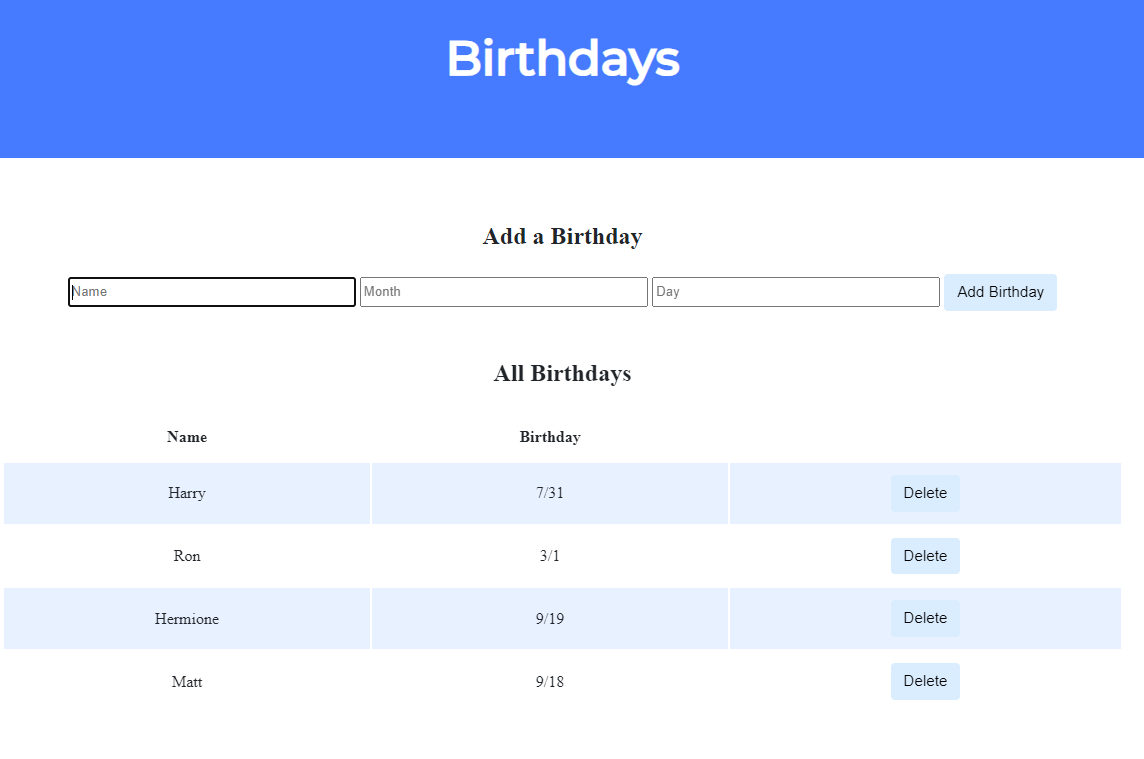 Birthdays
Add a Birthday
Name Month Day Add Birthday
All Birthdays
Name Birthday
Harry 7/31 Delete
Ron 3/1 Delete
Hermione 9/19 Delete
Matt 9/18 Delete